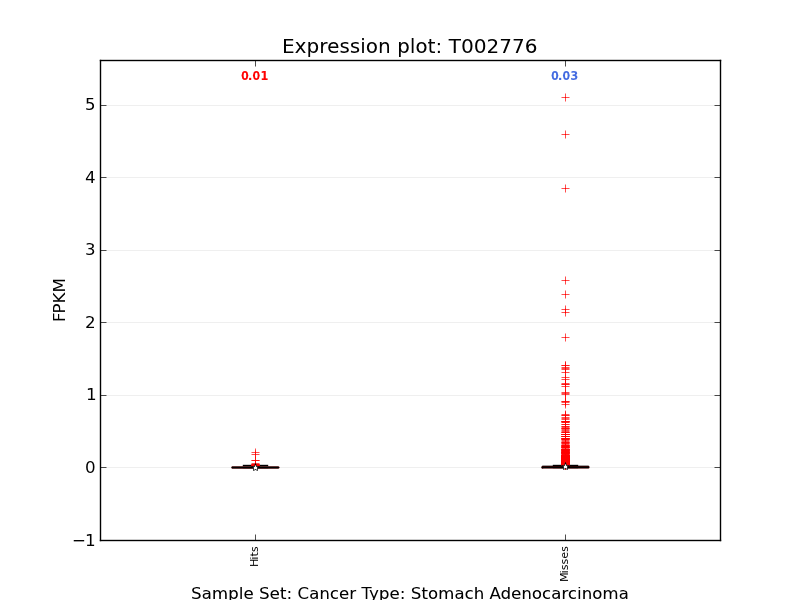 Expression plot: T002776
0.01
0.03
5
4
3
2
1
0
−1
FPKM
Hits
Misses
Sample Set: Cancer Type: Stomach Adenocarcinoma